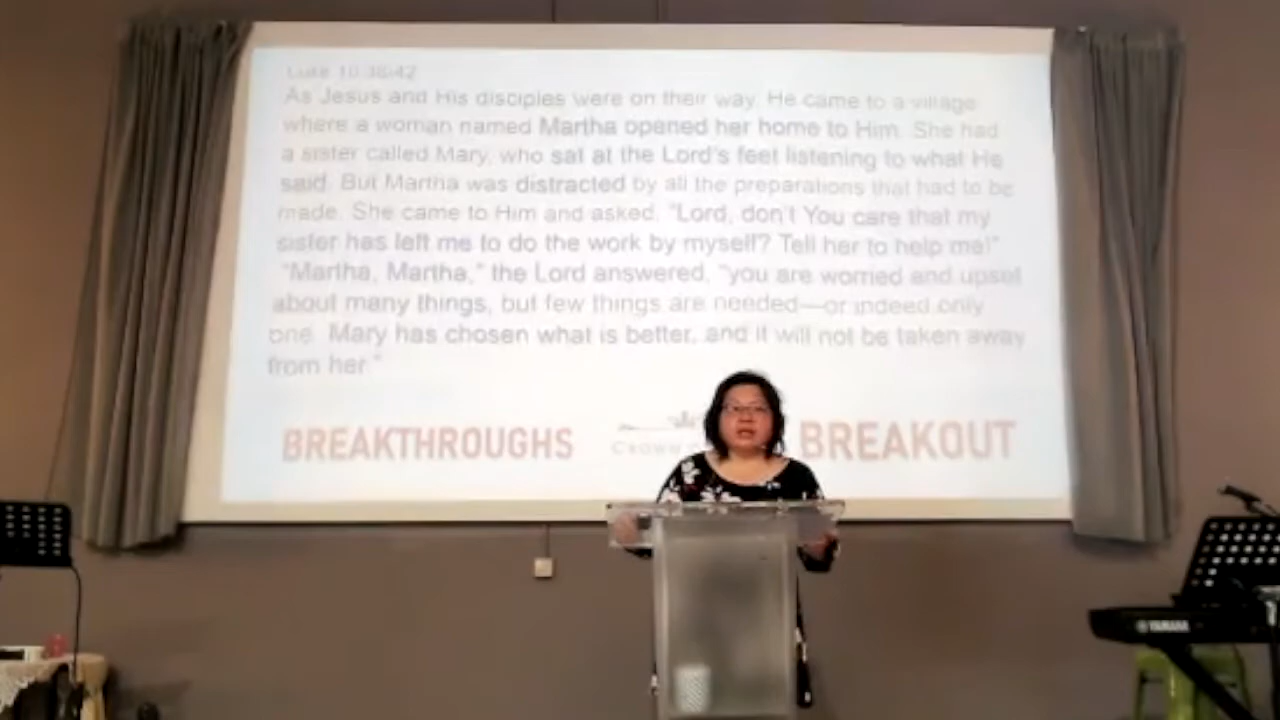 Luke 10:38-42
As Jesus and His disciples were on their way, He came to a village
where a woman named Martha opened her home to Him. She had
a sister called Mary, who sat at the Lord's feet listening to what He
said. But Martha was distracted by all the preparations that had to be
made. She came to Him and asked, "Lord, don't You care that my
sister has left me to do the work by myself? Tell her to help me!"
"Martha, Martha," the Lord answered, "you are worried and upset
about many things, but few things are needed—or indeed only
one. Mary has chosen what is better, and it will not be taken away
from her."
BREAKTHROUGHS
CROWN
BREAKOUT
YAMAHA